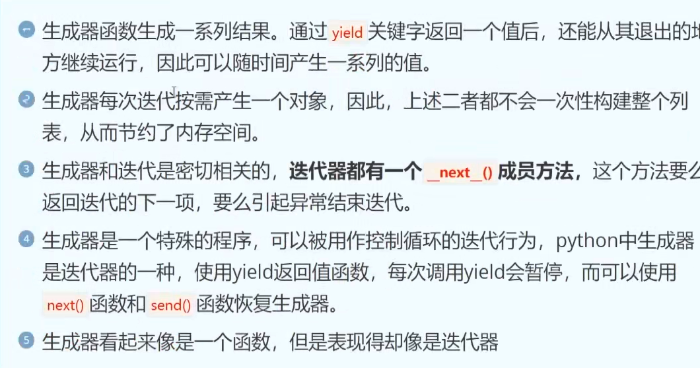 1 生成器函数生成一系列结果。通过 yield 关键字返回一个值后，还能从其退出的地
方继续运行，因此可以随时间产生一系列的值。
2 生成器每次迭代按需产生一个对象，因此，上述二者都不会一次性构建整个列
表，从而节约了内存空间。
3 生成器和迭代是密切相关的，迭代器都有一个 __next__() 成员方法，这个方法要么
返回迭代的下一项，要么引起异常结束迭代。
4 生成器是一个特殊的程序，可以被用作控制循环的迭代行为，python中生成器
是迭代器的一种，使用yield返回值函数，每次调用yield会暂停，而可以使用
next() 函数和 send() 函数恢复生成器。
5 生成器看起来像是一个函数，但是表现得却像是迭代器